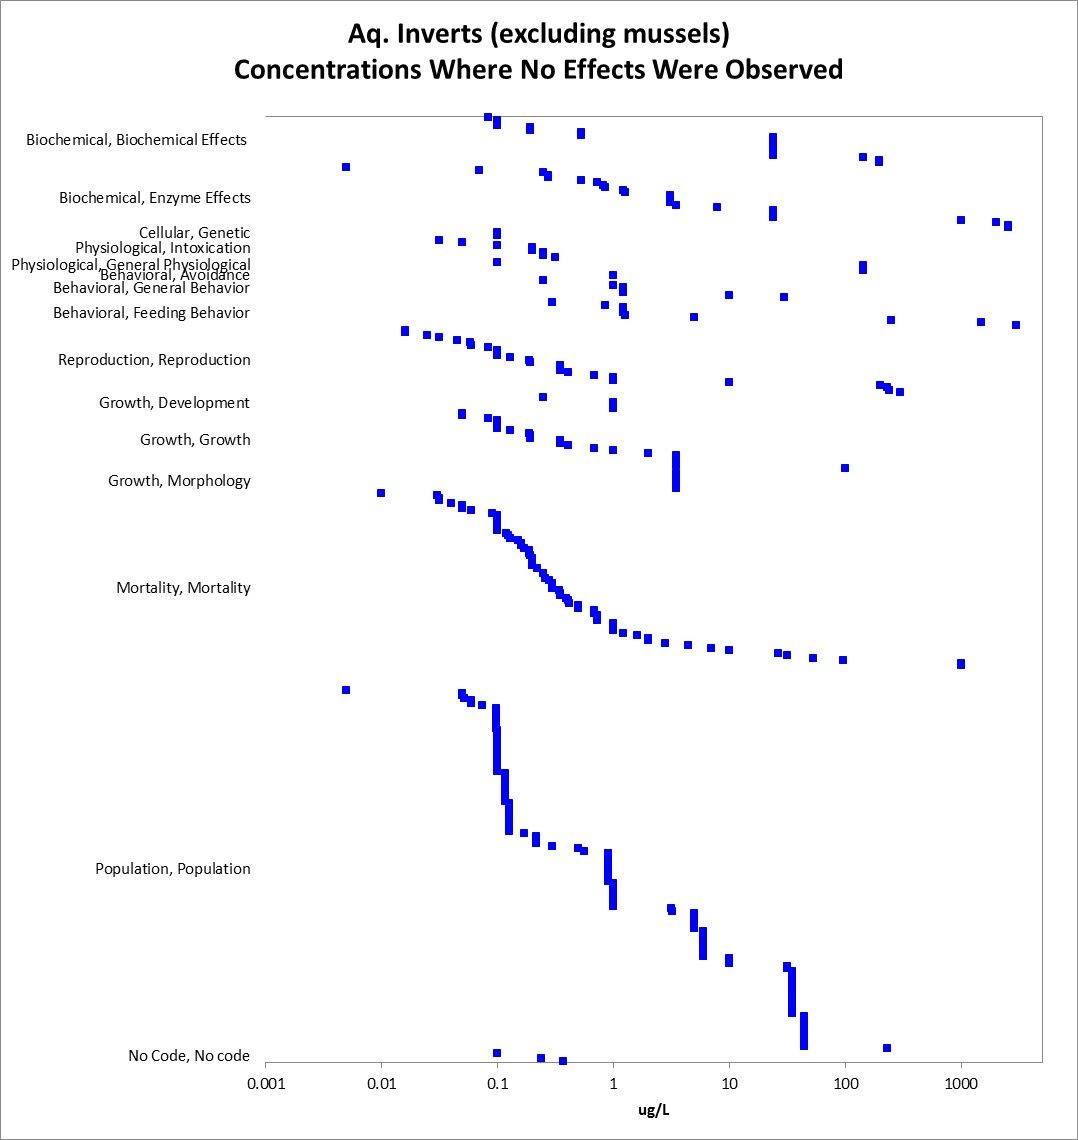 Aq. Inverts (excluding mussels)
Concentrations Where No Effects Were Observed
Biochemical, Biochemical Effects
Biochemical, Enzyme Effects
Cellular, Genetic
Physiological, Intoxication
Physiological, General Physiological
Behavioral, Avoidance
Behavioral, General Behavior
Behavioral, Feeding Behavior
Reproduction, Reproduction
Growth, Development
Growth, Growth
Growth, Morphology
Mortality, Mortality
Population, Population
No Code, No code
0.001 0.01 0.1 1 10 100 1000
ug/L